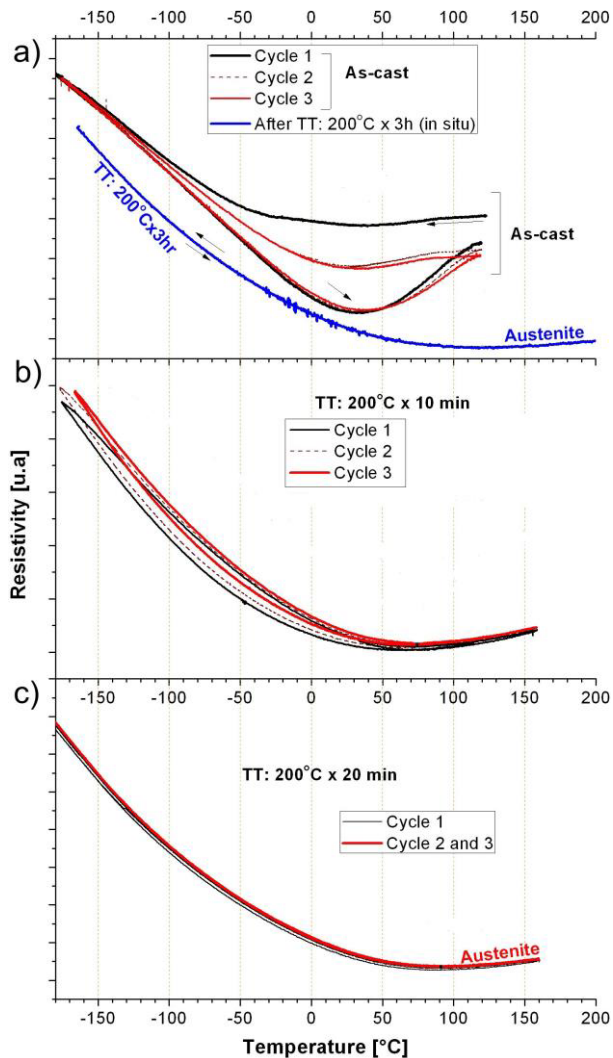 -150 -100 -50 0 50 100 150 200
a)
Cycle 1
Cycle 2
Cycle 3
As-cast
After TT: 200°C x 3h (in situ)
TT: 200°Cx3hr
As-cast
Austenite
b)
TT: 200°C x 10 min
Cycle 1
Cycle 2
Cycle 3
Resistivity [u.a]
c)
TT: 200°C x 20 min
Cycle 1
Cycle 2 and 3
Austenite
-150 -100 -50 0 50 100 150 200
Temperature [°C]